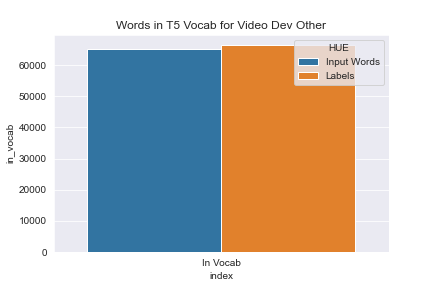 Words in T5 Vocab for Video Dev Other
HUE
Input Words
Labels
60000
50000
40000
30000
20000
10000
0
in_vocab
In Vocab
index